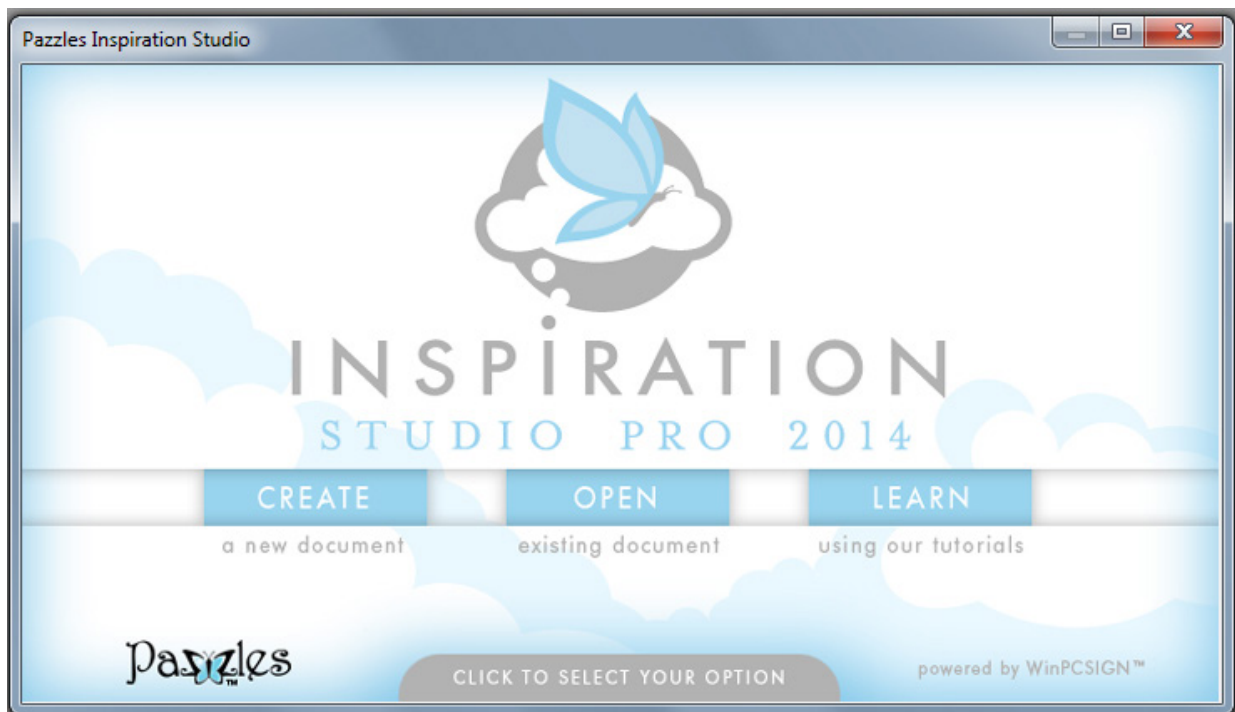 Pazzles Inspiration Studio
INSPIRATION
STUDIO PRO 2014
CREATE OPEN LEARN
a new document existing document using our tutorials
Pazzles™
CLICK TO SELECT YOUR OPTION
powered by WinPCSIGN™